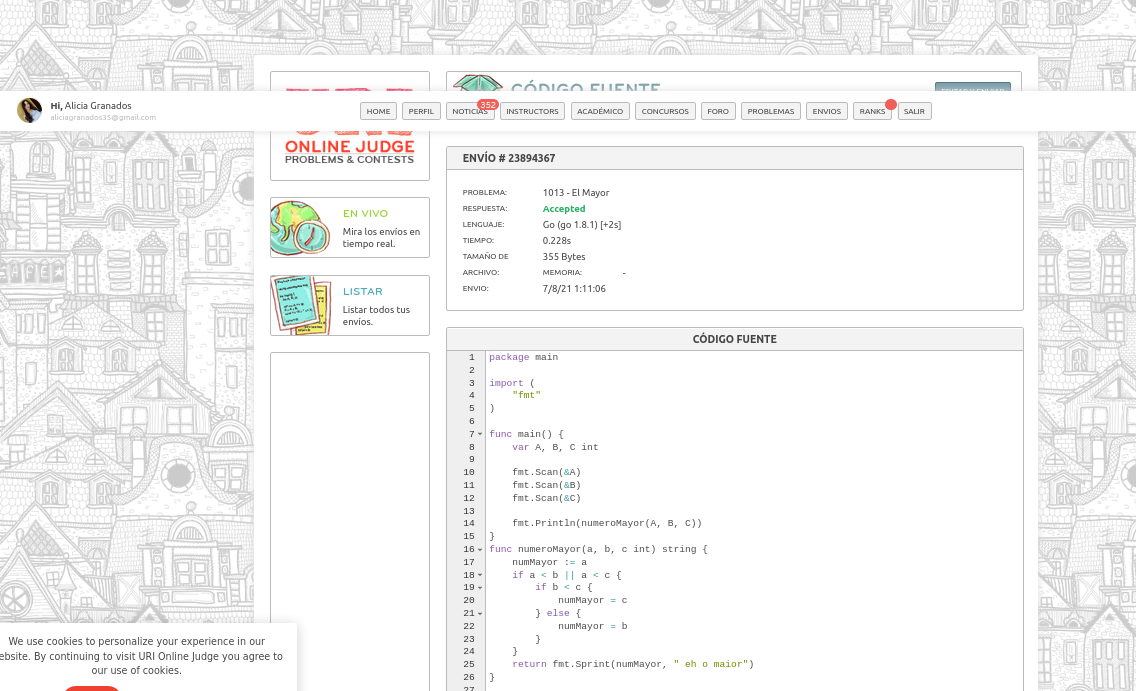 CÓDIGO FUENTE
Hi, Alicia Granados
aliciagranados35@gmail.com
HOME
PERFIL
NOTICIAS
352
INSTRUCTORS
ACADÉMICO
CONCURSOS
FORO
PROBLEMAS
ENVIOS
RANKS
SALIR
ONLINE JUDGE
PROBLEMS & CONTESTS
EN VIVO
Mira los envíos en
tiempo real.
LISTAR
Listar todos tus
envíos.
CAFÉ
ENVÍO # 23894367
PROBLEMA: 1013 - El Mayor
RESPUESTA: Accepted
LENGUAJE: Go (go 1.8.1) [+2s]
TIEMPO: 0.228s
TAMAÑO DE 355 Bytes
ARCHIVO: MEMORIA: -
ENVIO: 7/8/21 1:11:06
CÓDIGO FUENTE
1 package main
2
3 import (
4     "fmt"
5 )
6
7 func main() {
8     var A, B, C int
9
10     fmt.Scan(&A)
11     fmt.Scan(&B)
12     fmt.Scan(&C)
13
14     fmt.Println(numeroMayor(A, B, C))
15 }
16 func numeroMayor(a, b, c int) string {
17     numMayor := a
18     if a < b || a < c {
19         if b < c {
20             numMayor = c
21         } else {
22             numMayor = b
23         }
24     }
25     return fmt.Sprint(numMayor, " eh o maior")
26 }
27
We use cookies to personalize your experience in our
ebsite. By continuing to visit URI Online Judge you agree to
our use of cookies.